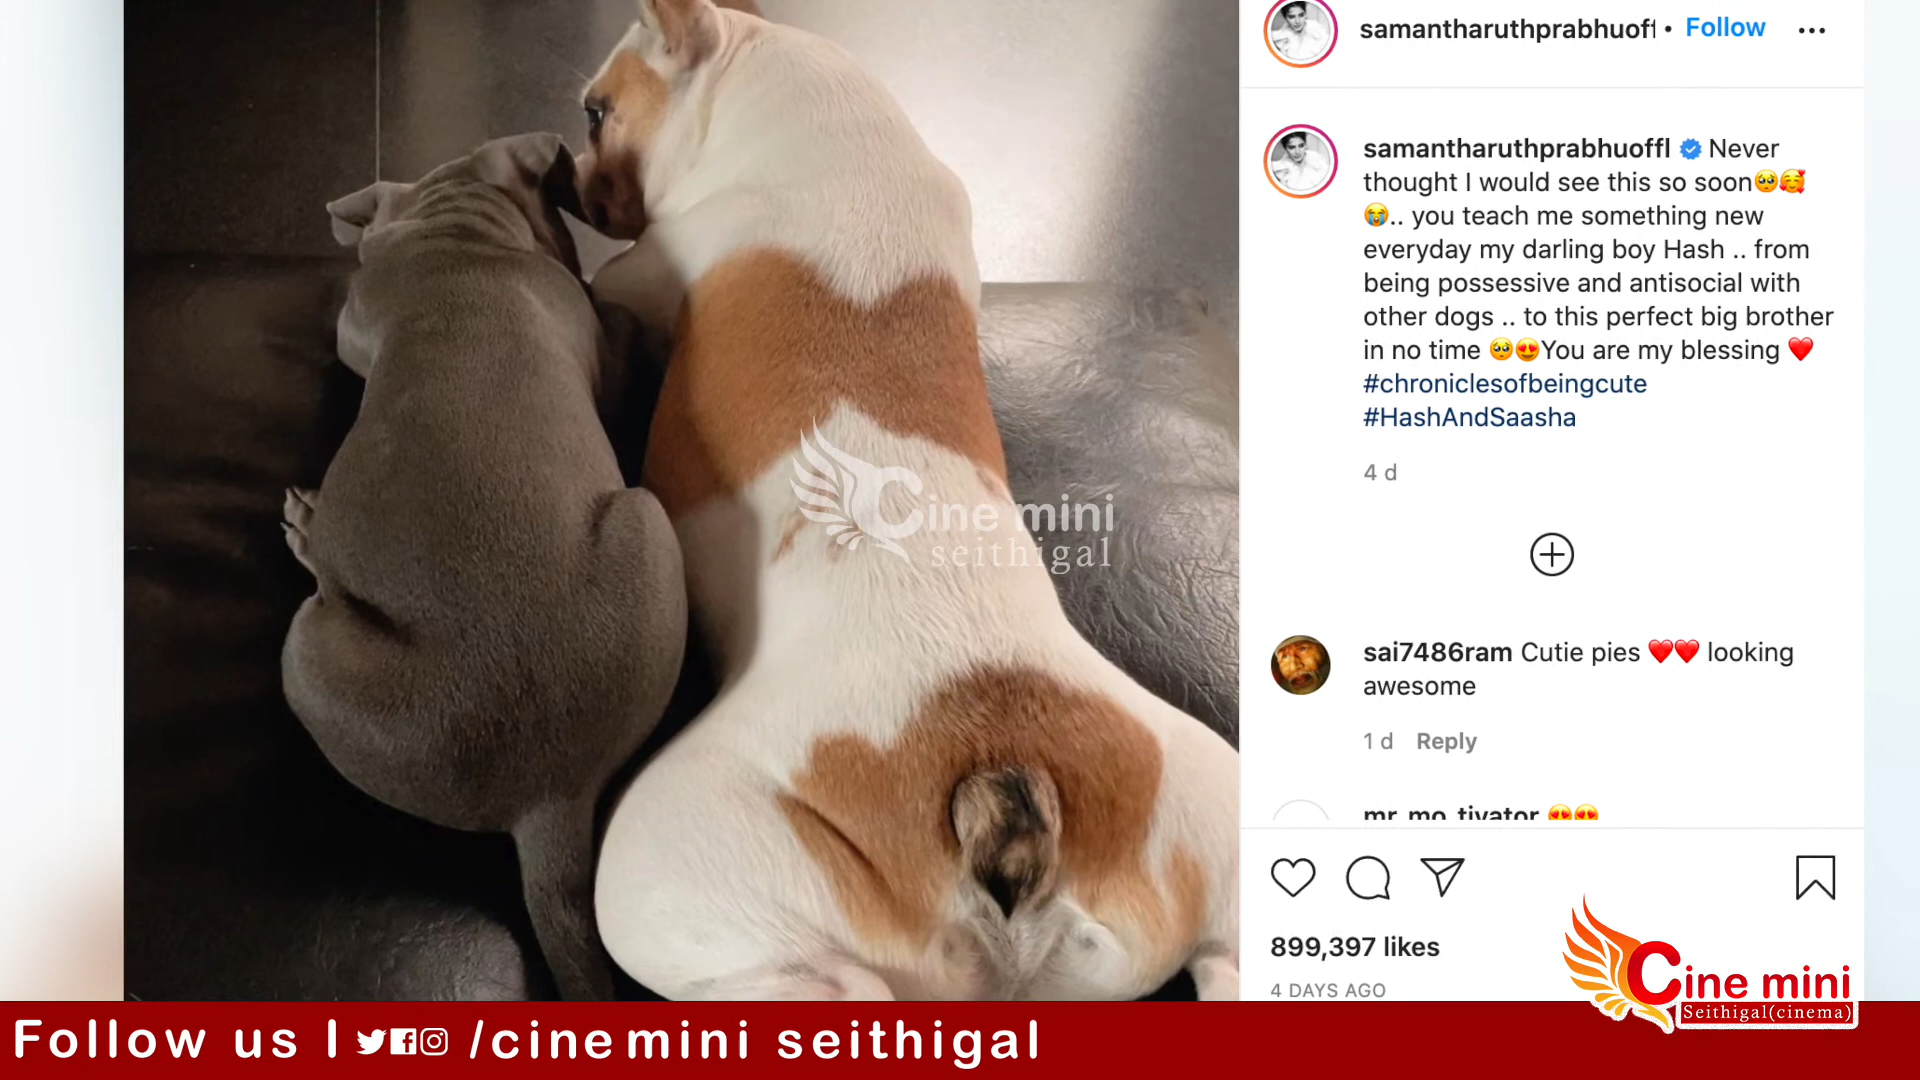 samantharuthprabhuoffl • Follow
samantharuthprabhuoffl Never
thought I would see this so soon🥺🥰
😭.. you teach me something new
everyday my darling boy Hash .. from
being possessive and antisocial with
other dogs .. to this perfect big brother
in no time 🥺😍You are my blessing ❤️
#chroniclesofbeingcute
#HashAndSaasha
4 d
sai7486ram Cutie pies ❤️❤️ looking
awesome
1 d Reply
mr_mo_tivator 😍😍
899,397 likes
4 DAYS AGO
Cine mini
seithigal
Cine mini
Seithigal(cinema)
Follow us | /cinemini seithigal